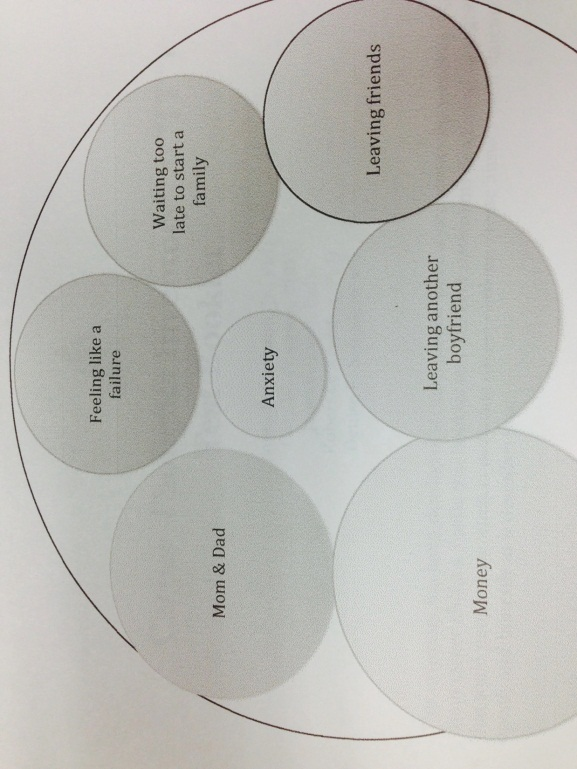 Mom & Dad
Feeling like a
failure
Waiting too
late to start a
family
Anxiety
Money
Leaving another
boyfriend
Leaving friends